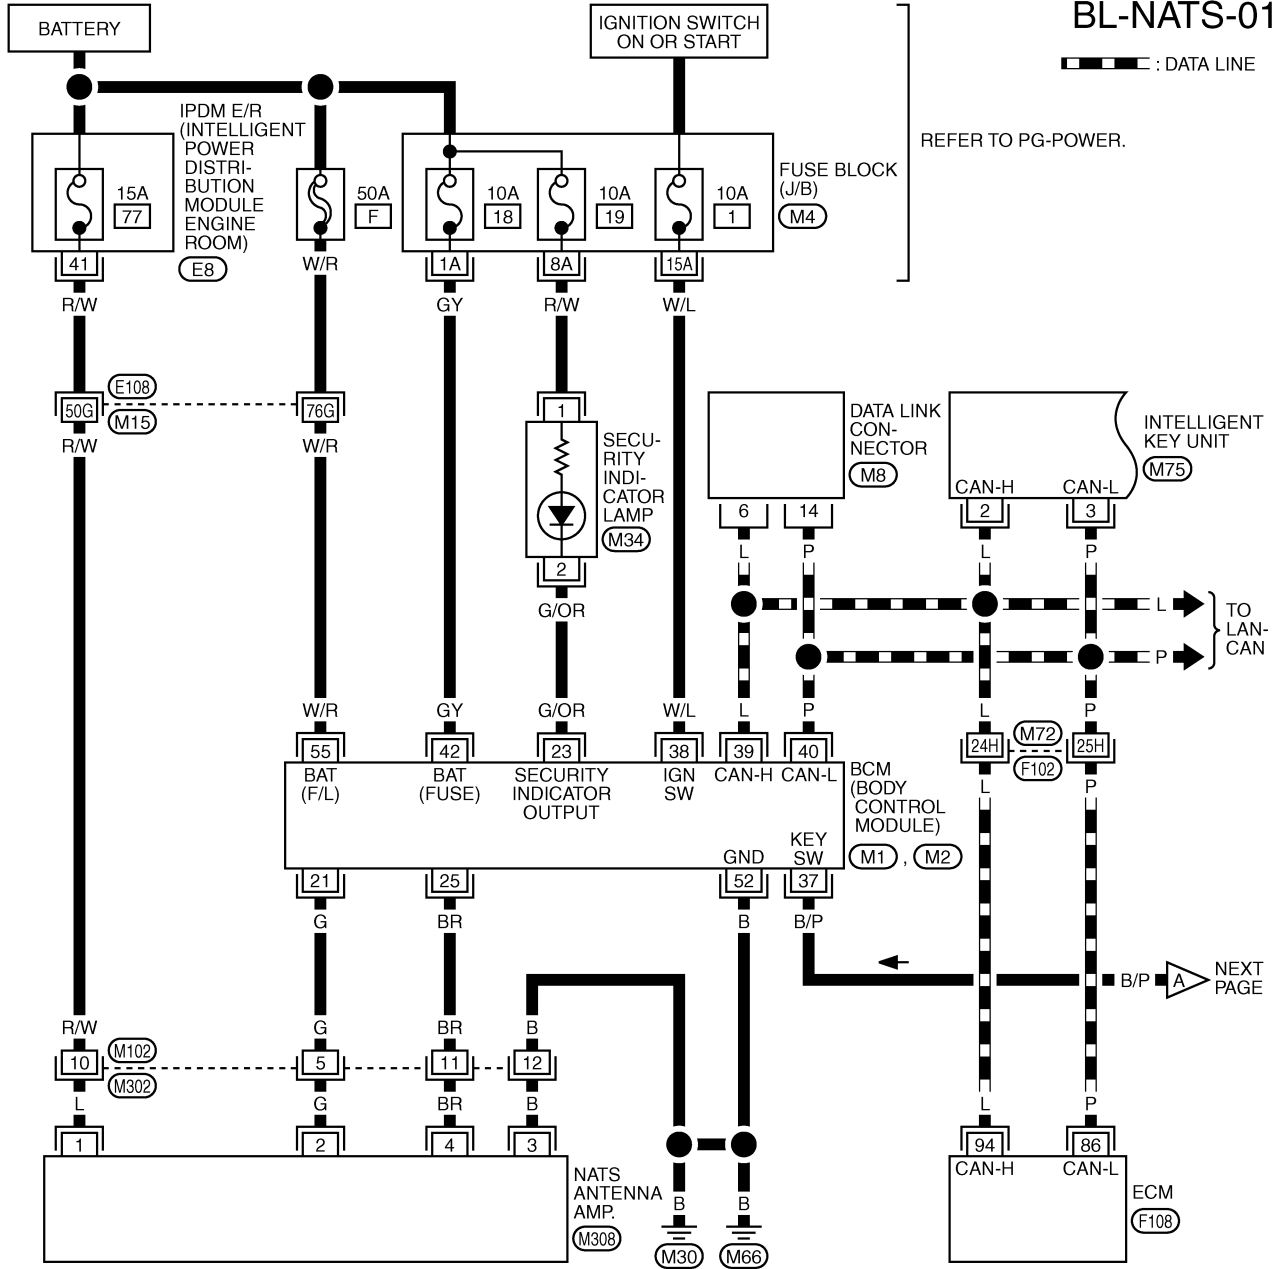 BL-NATS-01
BATTERY
IGNITION SWITCH
ON OR START
: DATA LINE
IPDM E/R
(INTELLIGENT
POWER
DISTRI-
BUTION
MODULE
ENGINE
ROOM)
E8
15A
77
50A
F
10A
18
10A
19
10A
1
FUSE BLOCK
(J/B)
M4
REFER TO PG-POWER.
41
W/R
1A
8A
15A
R/W
GY
R/W
W/L
E108
50G
M15
76G
R/W
W/R
1
SECU-
RITY
INDI-
CATOR
LAMP
M34
2
G/OR
DATA LINK
CON-
NECTOR
M8
INTELLIGENT
KEY UNIT
M75
CAN-H
CAN-L
6
14
2
3
L
P
L
P
L
P
TO
LAN-
CAN
W/R
GY
G/OR
W/L
L
P
L
P
55
42
23
38
39
40
24H
M72
F102
25H
BAT
(F/L)
BAT
(FUSE)
SECURITY
INDICATOR
OUTPUT
IGN
SW
CAN-H
CAN-L
BCM
(BODY
CONTROL
MODULE)
M1 , M2
L
P
GND
KEY
SW
21
25
52
37
G
BR
B
B/P
B/P
A
NEXT
PAGE
R/W
G
BR
B
10
M102
M302
5
11
12
L
G
BR
B
L
P
1
2
4
3
94
86
CAN-H
CAN-L
NATS
ANTENNA
AMP.
M308
B
B
M30
M66
ECM
F108